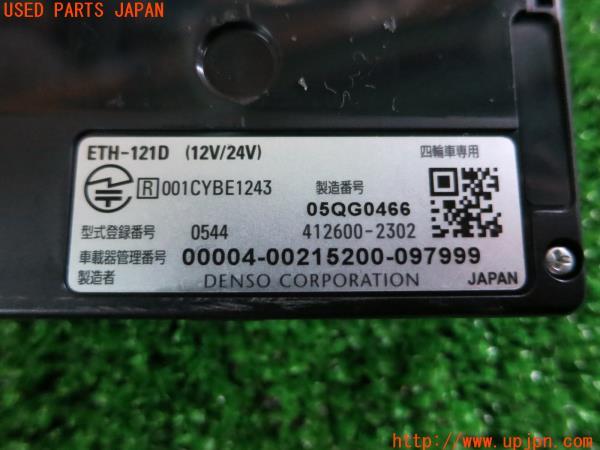 USED PARTS JAPAN
ETH-121D (12V/24V) 四輪車専用
R 001CYBE1243 製造番号
05QG0466
型式登録番号 0544 412600-2302
車載器管理番号 00004-00215200-097999
製造者 DENSO CORPORATION JAPAN
http://www.upjpn.com/